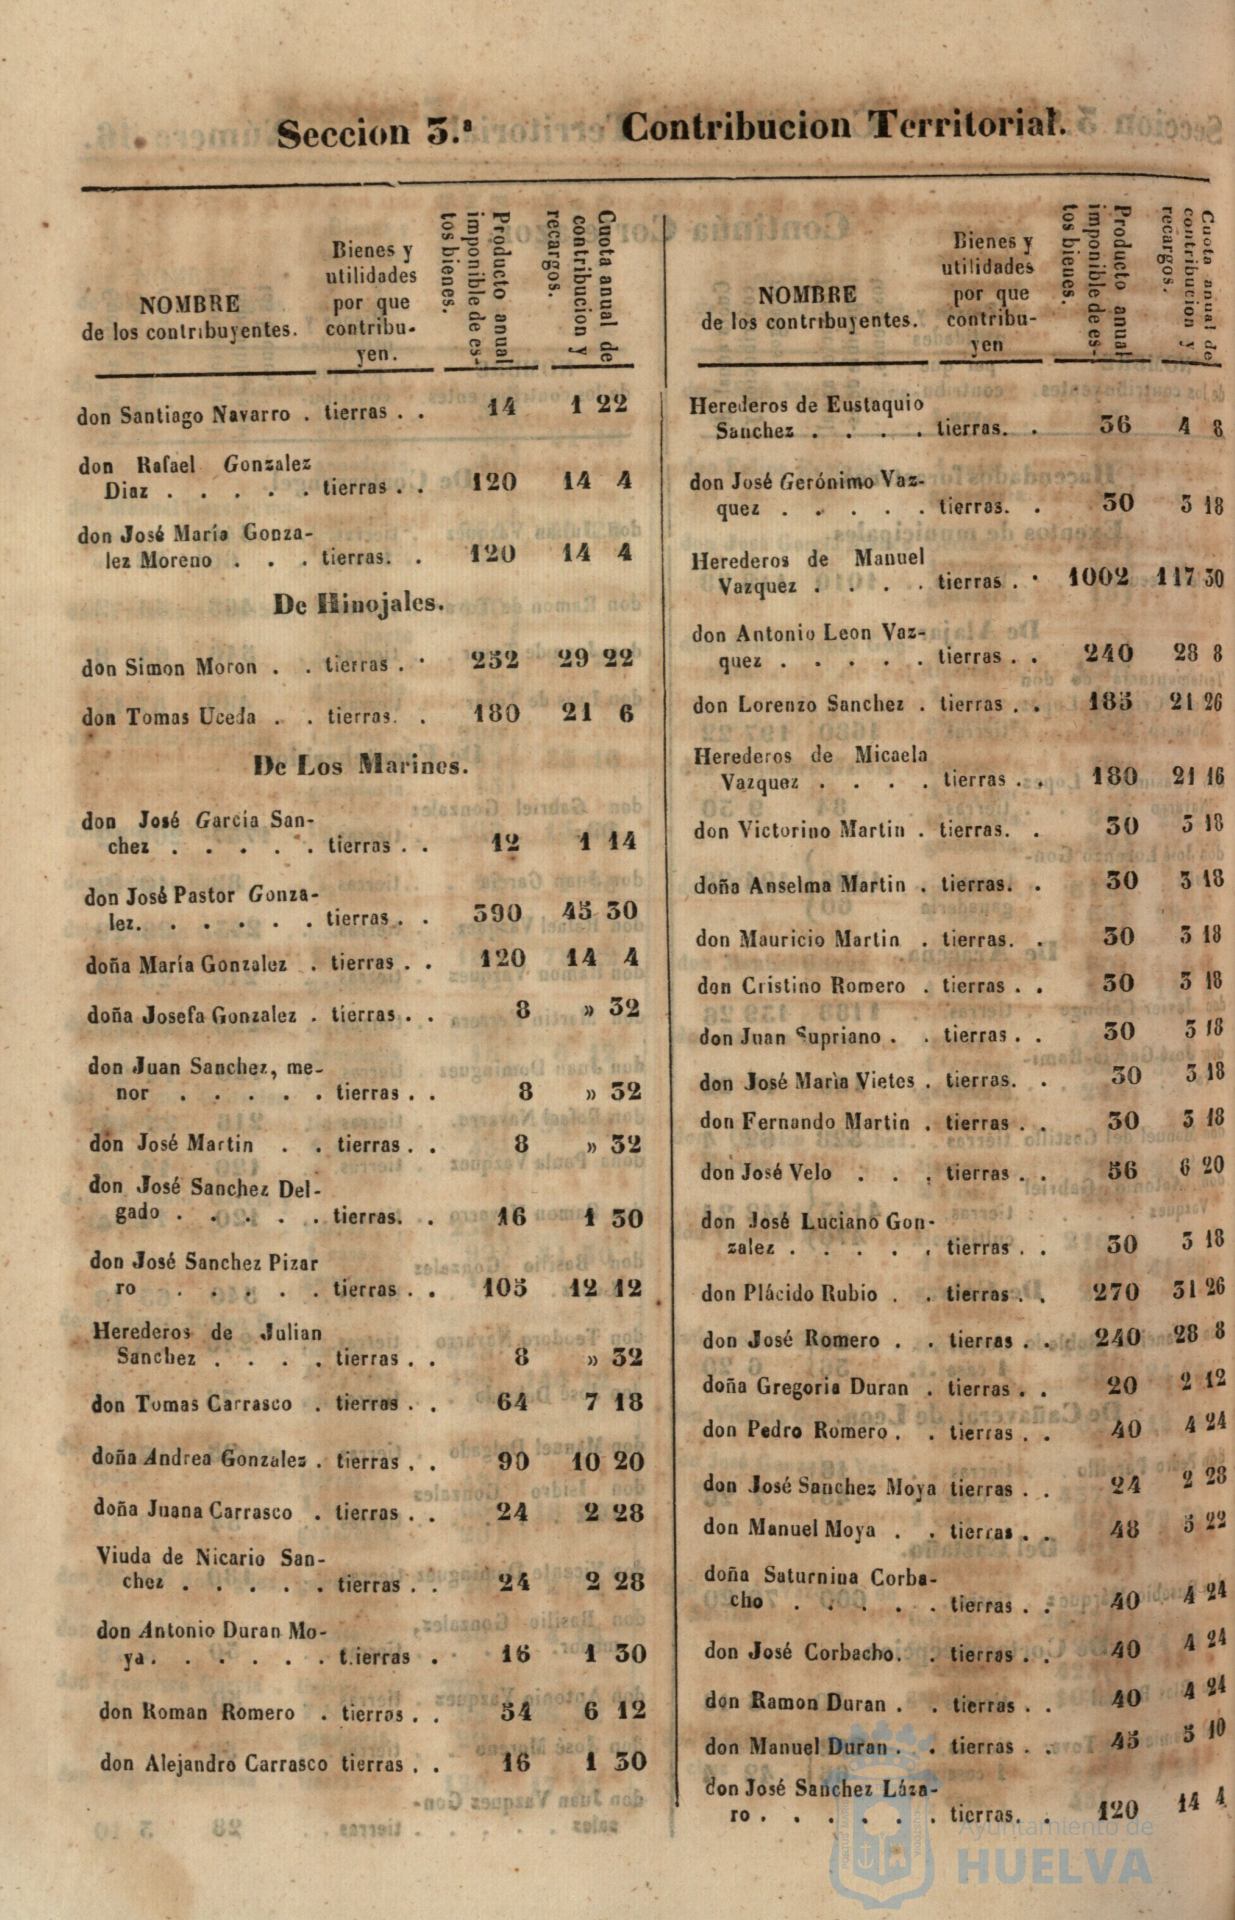 Seccion 3.ª Contribucion Territorial.
NOMBRE
de los contribuyentes.
Bienes y
utilidades
por que
contribu-
yen.
Producto anual
imponible de es-
tos bienes.
Cuota anual de
contribucion y
recargos.
don Santiago Navarro . tierras . . 14 1 22
don Rafael Gonzalez
Diaz . . . . . tierras . . 120 14 4
don José María Gonza-
lez Moreno . . . tierras. . 120 14 4
De Hinojales.
don Simon Moron . . tierras . . 252 29 22
don Tomas Uceda . . tierras. . 180 21 6
De Los Marines.
don José Garcia San-
chez . . . . . tierras . . 12 1 14
don José Pastor Gonza-
lez. . . . . . tierras . . 390 45 30
doña María Gonzalez . tierras . . 120 14 4
doña Josefa Gonzalez . tierras . . 8 » 32
don Juan Sanchez, me-
nor . . . . . tierras . . 8 » 32
don José Martin . . tierras . . 8 » 32
don José Sanchez Del-
gado . . . . . tierras. . 16 1 30
don José Sanchez Pizar
ro . . . . . tierras . . 105 12 12
Herederos de Julian
Sanchez . . . . tierras . . 8 » 32
don Tomas Carrasco . tierras . . 64 7 18
doña Andrea Gonzales . tierras . . 90 10 20
doña Juana Carrasco . tierras . . 24 2 28
Viuda de Nicario San-
chez . . . . . tierras . . 24 2 28
don Antonio Duran Mo-
ya. . . . . . . t.ierras . 16 1 30
don Roman Romero . tierras . . 54 6 12
don Alejandro Carrasco tierras . . 16 1 30
NOMBRE
de los contribuyentes.
Bienes y
utilidades
por que
contribu-
yen
Producto anual
imponible de es-
tos bienes.
Cuota anual de
contribucion y
recargos.
Herederos de Eustaquio
Sanchez . . . . tierras. . 36 4 8
don José Gerónimo Vaz-
quez . . . . . tierras. . 30 3 18
Herederos de Manuel
Vazquez . . . . tierras . . 1002 117 30
don Antonio Leon Vaz-
quez . . . . . tierras . . 240 28 8
don Lorenzo Sanchez . tierras . . 185 21 26
Herederos de Micaela
Vazquez . . . . tierras . . 180 21 16
don Victorino Martin . tierras. . 30 3 18
doña Anselma Martin . tierras. . 30 3 18
don Mauricio Martin . tierras. . 30 3 18
don Cristino Romero . tierras . . 30 3 18
don Juan Supriano . . tierras . . 30 3 18
don José Maria Vietes . tierras. . 30 3 18
don Fernando Martin . tierras . . 30 3 18
don José Velo . . . tierras . . 56 6 20
don José Luciano Gon-
zalez . . . . . tierras . . 30 3 18
don Plácido Rubio . . tierras . . 270 31 26
don José Romero . . tierras . . 240 28 8
doña Gregoria Duran . tierras . . 20 2 12
don Pedro Romero . . tierras . . 40 4 24
don José Sanchez Moya tierras . . 24 2 28
don Manuel Moya . . tierras . . 48 5 22
doña Saturnina Corba-
cho . . . . . tierras . . 40 4 24
don José Corbacho. . tierras . . 40 4 24
don Ramon Duran . . tierras . . 40 4 24
don Manuel Duran . . tierras . . 45 5 10
don José Sanchez Láza-
ro . . . . . . tierras. . 120 14 4
Ayuntamiento de
HUELVA